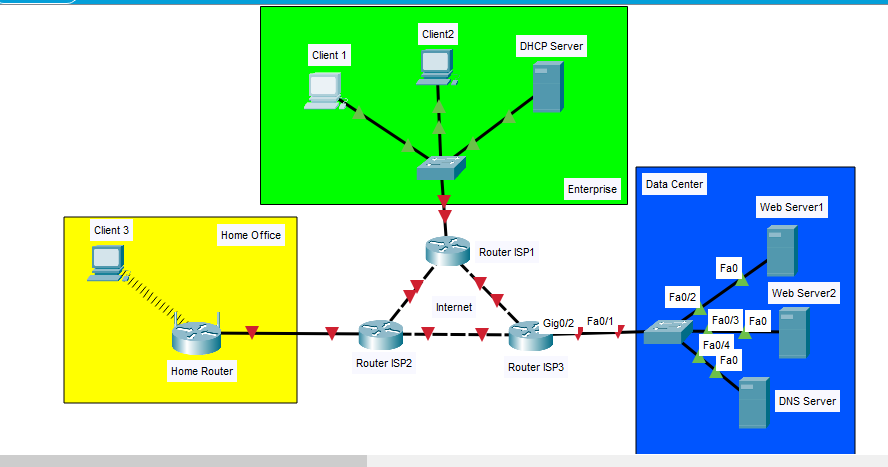 Client 1
Client2
DHCP Server
Enterprise
Data Center
Web Server1
Client 3
Home Office
Router ISP1
Fa0
Fa0/2
Web Server2
Internet
Gig0/2
Fa0/1
Fa0/3
Fa0
Fa0/4
Fa0
Router ISP2
Router ISP3
Home Router
DNS Server